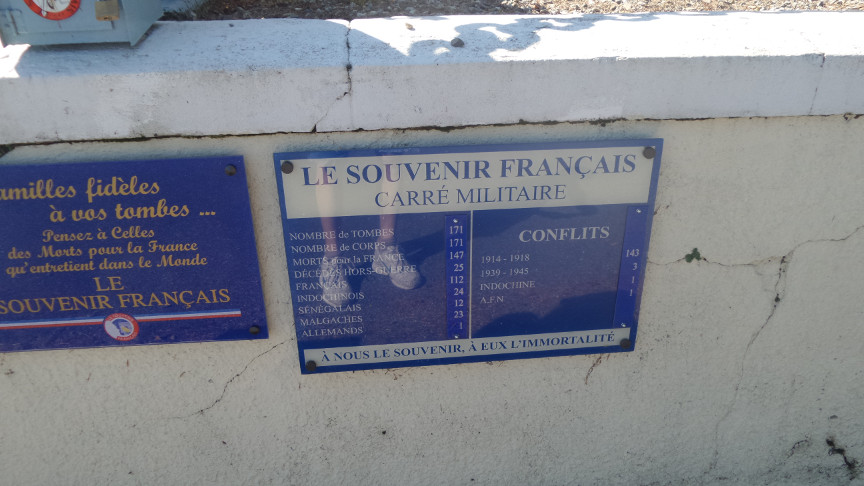 amilles fidèles
à vos tombes ...
Pensez à Celles
des Morts pour la France
qu'entretient dans le Monde
LE
SOUVENIR FRANÇAIS
LE SOUVENIR FRANÇAIS
CARRÉ MILITAIRE
NOMBRE de TOMBES 171
NOMBRE de CORPS 171
MORTS pour la FRANCE 147
DÉCÉDÉS HORS-GUERRE 25
FRANÇAIS 112
INDOCHINOIS 24
SÉNÉGALAIS 12
MALGACHES 23
ALLEMANDS 1
CONFLITS
1914 - 1918 143
1939 - 1945 3
INDOCHINE 1
A.F.N 1
À NOUS LE SOUVENIR, À EUX L'IMMORTALITÉ